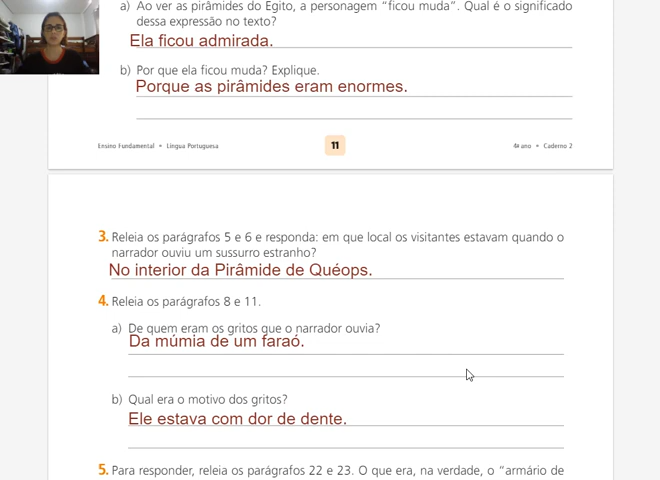 a) Ao ver as pirâmides do Egito, a personagem "ficou muda". Qual é o significado
dessa expressão no texto?
Ela ficou admirada.
b) Por que ela ficou muda? Explique.
Porque as pirâmides eram enormes.
Ensino Fundamental • Língua Portuguesa
11
4º ano • Caderno 2
3. Releia os parágrafos 5 e 6 e responda: em que local os visitantes estavam quando o
narrador ouviu um sussurro estranho?
No interior da Pirâmide de Quéops.
4. Releia os parágrafos 8 e 11.
a) De quem eram os gritos que o narrador ouvia?
Da múmia de um faraó.
b) Qual era o motivo dos gritos?
Ele estava com dor de dente.
5. Para responder, releia os parágrafos 22 e 23. O que era, na verdade, o "armário de